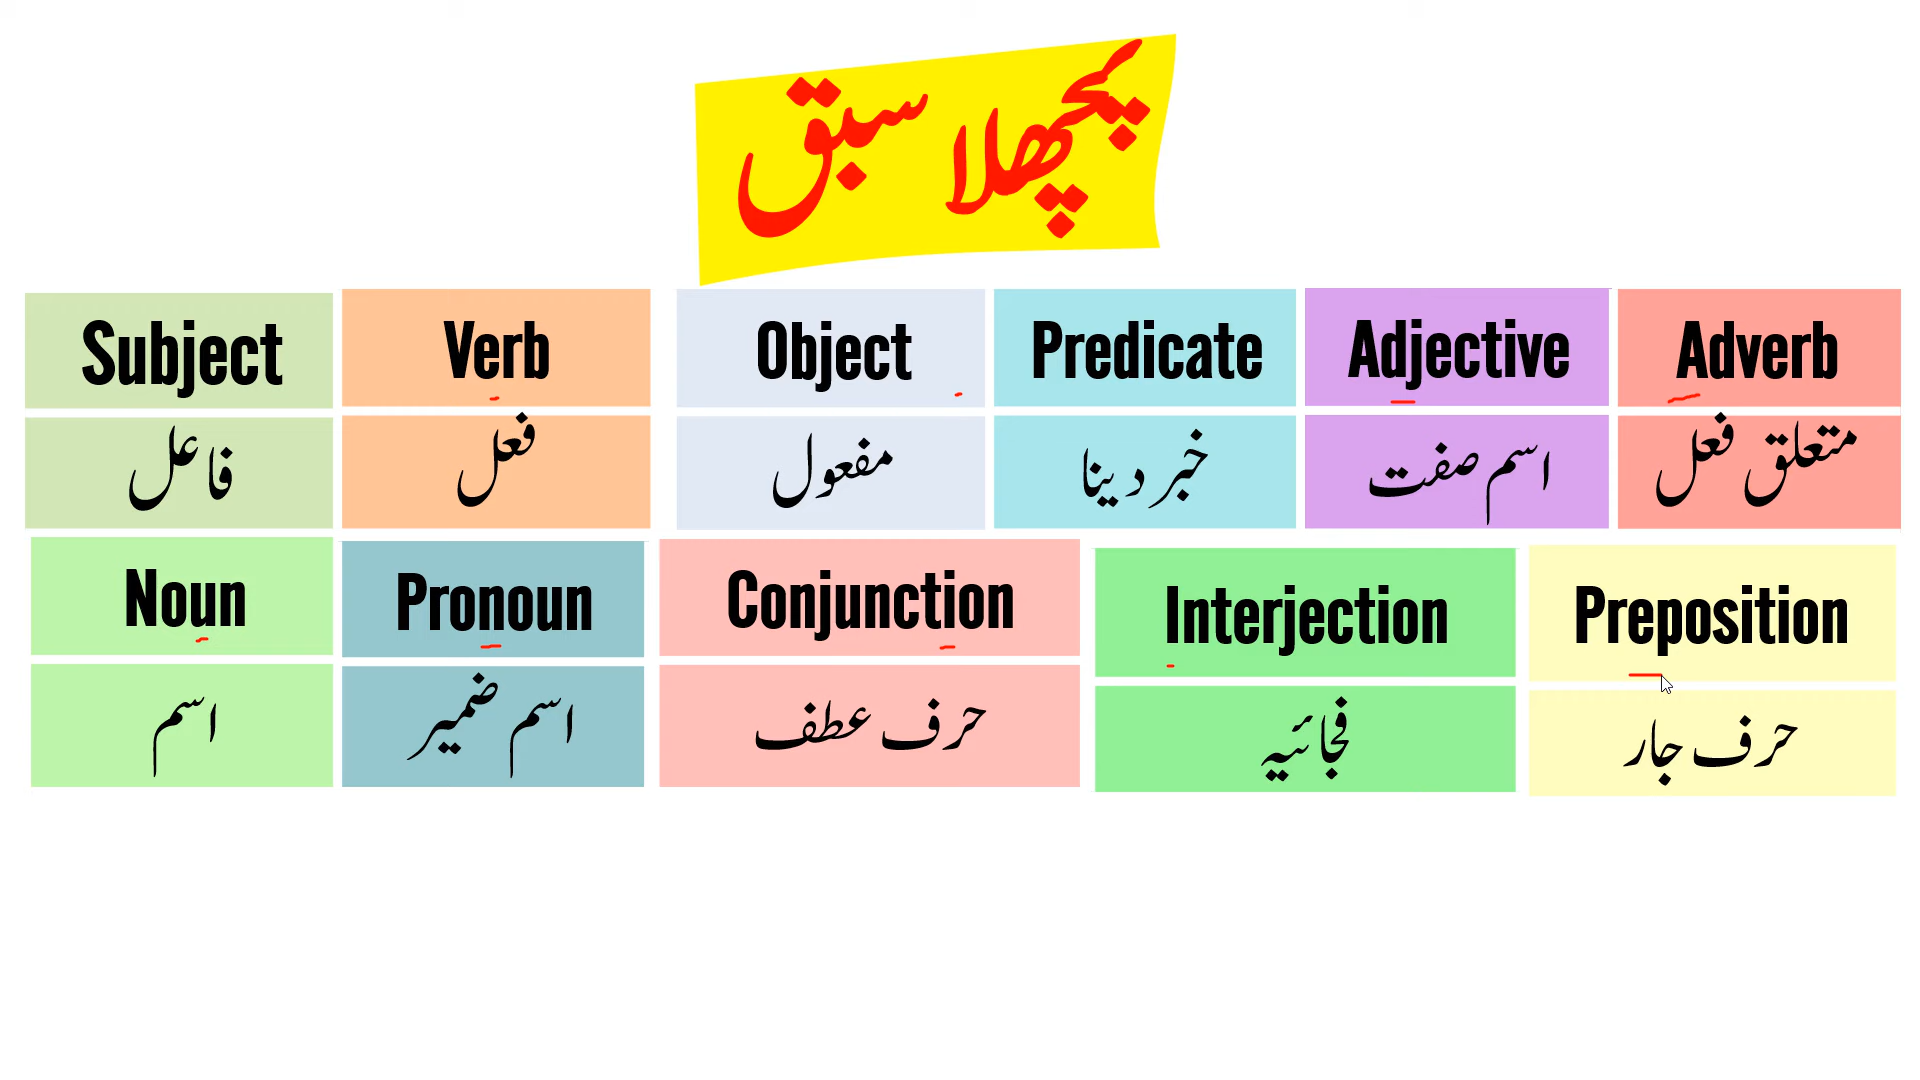 پچھلا سبق
Subject Verb Object Predicate Adjective Adverb
فاعل فعل مفعول خبر دینا اسم صفت متعلق فعل
Noun Pronoun Conjunction Interjection Preposition
اسم اسم ضمیر حرف عطف فجائیہ حرف جار